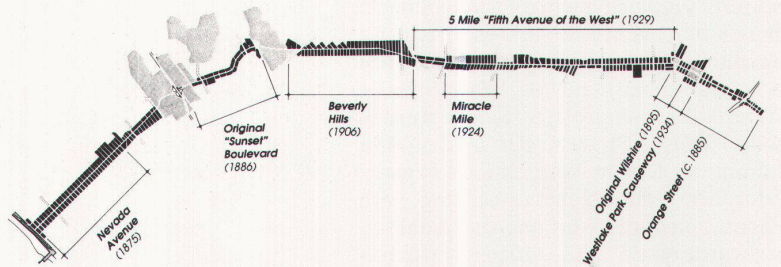 5 Mile “Fifth Avenue of the West” (1929)
Nevada
Avenue
(1875)
Original
“Sunset”
Boulevard
(1886)
Beverly
Hills
(1906)
Miracle
Mile
(1924)
Original Wilshire (1895)
Westlake Park Causeway (1934)
Orange Street (c. 1885)